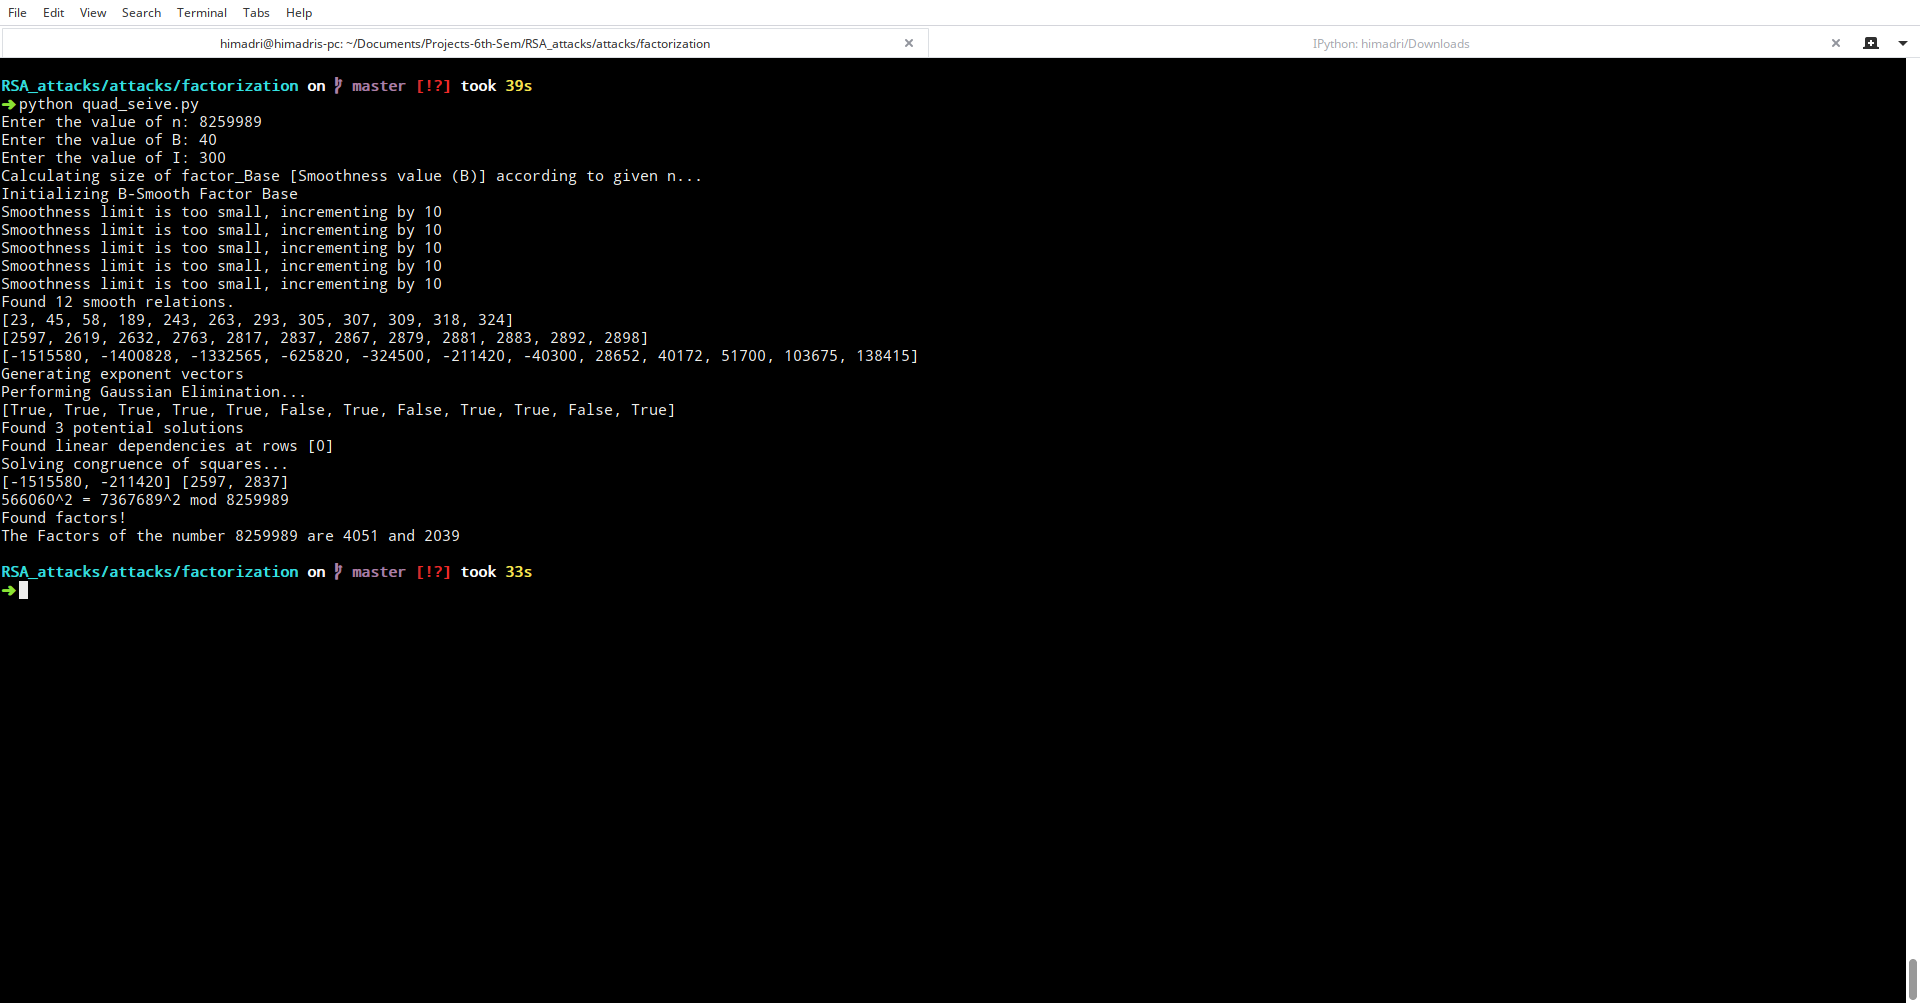 File Edit View Search Terminal Tabs Help
himadri@himadris-pc: ~/Documents/Projects-6th-Sem/RSA_attacks/attacks/factorization
IPython: himadri/Downloads
RSA_attacks/attacks/factorization on master [!?] took 39s
➜python quad_seive.py
Enter the value of n: 8259989
Enter the value of B: 40
Enter the value of I: 300
Calculating size of factor_Base [Smoothness value (B)] according to given n...
Initializing B-Smooth Factor Base
Smoothness limit is too small, incrementing by 10
Smoothness limit is too small, incrementing by 10
Smoothness limit is too small, incrementing by 10
Smoothness limit is too small, incrementing by 10
Smoothness limit is too small, incrementing by 10
Found 12 smooth relations.
[23, 45, 58, 189, 243, 263, 293, 305, 307, 309, 318, 324]
[2597, 2619, 2632, 2763, 2817, 2837, 2867, 2879, 2881, 2883, 2892, 2898]
[-1515580, -1400828, -1332565, -625820, -324500, -211420, -40300, 28652, 40172, 51700, 103675, 138415]
Generating exponent vectors
Performing Gaussian Elimination...
[True, True, True, True, True, False, True, False, True, True, False, True]
Found 3 potential solutions
Found linear dependencies at rows [0]
Solving congruence of squares...
[-1515580, -211420] [2597, 2837]
566060^2 = 7367689^2 mod 8259989
Found factors!
The Factors of the number 8259989 are 4051 and 2039
RSA_attacks/attacks/factorization on master [!?] took 33s
➜